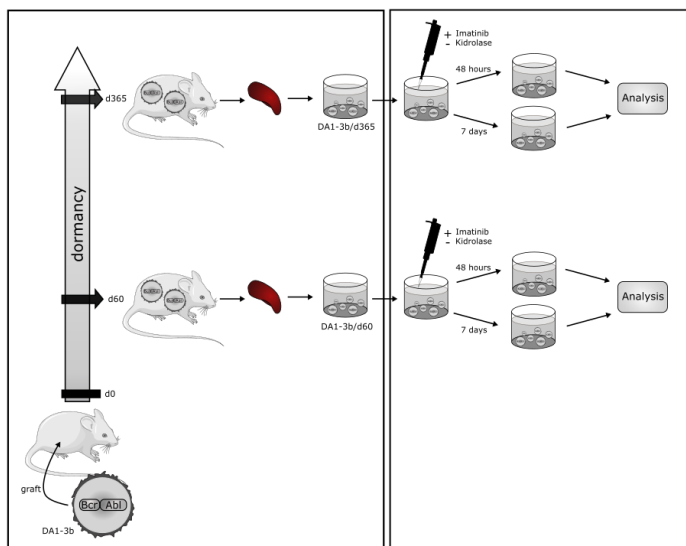 d365
DA1-3b/d365
+ Imatinib
- Kidrolase
48 hours
7 days
Analysis
dormancy
d60
DA1-3b/d60
+ Imatinib
- Kidrolase
48 hours
7 days
Analysis
d0
graft
Bcr Abl
DA1-3b